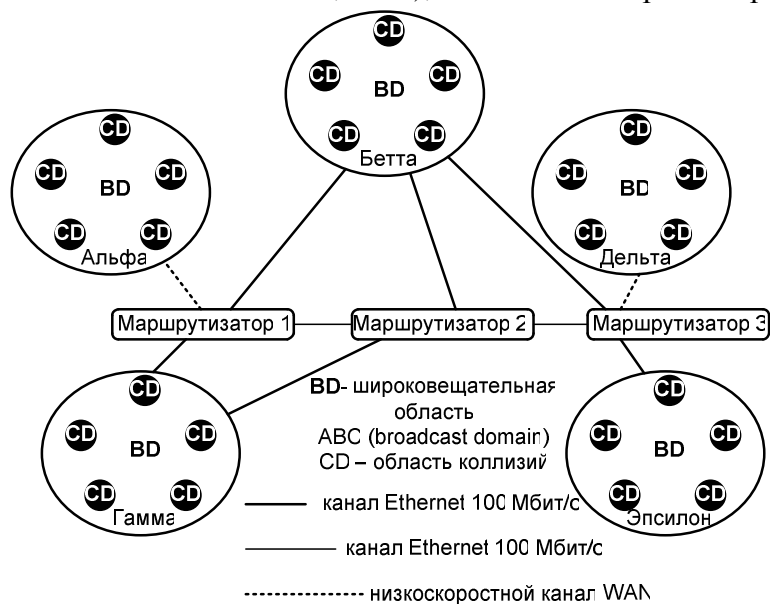 CD
CD
CD
BD
CD
CD
Бетта
CD
CD
CD
BD
CD
CD
Альфа
CD
CD
CD
BD
CD
CD
Дельта
Маршрутизатор 1
Маршрутизатор 2
Маршрутизатор 3
CD
CD
CD
BD
CD
CD
Гамма
BD- широковещательная
область
ABC (broadcast domain)
CD – область коллизий
CD
CD
CD
BD
CD
CD
Эпсилон
канал Ethernet 100 Мбит/с
канал Ethernet 100 Мбит/с
низкоскоростной канал WAN